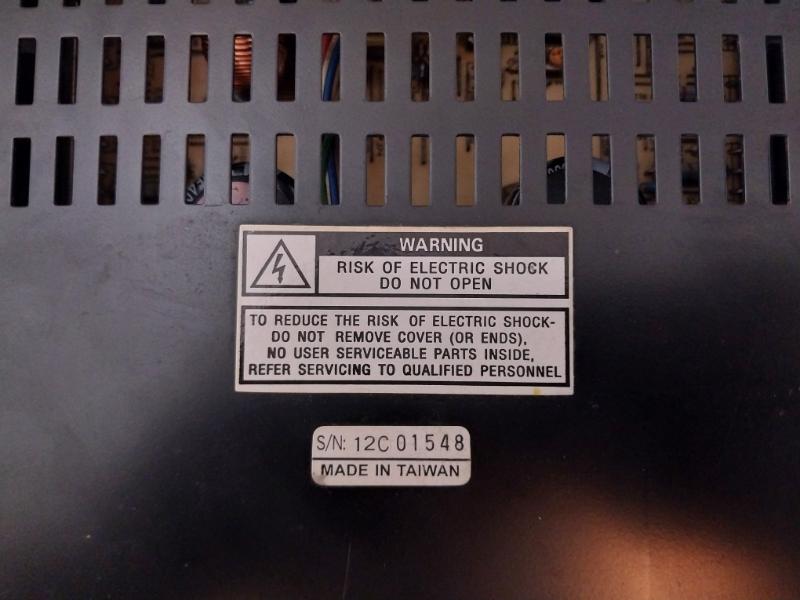 WARNING
RISK OF ELECTRIC SHOCK
DO NOT OPEN
TO REDUCE THE RISK OF ELECTRIC SHOCK-
DO NOT REMOVE COVER (OR ENDS),
NO USER SERVICEABLE PARTS INSIDE,
REFER SERVICING TO QUALIFIED PERSONNEL
S/N: 12C 01548
MADE IN TAIWAN